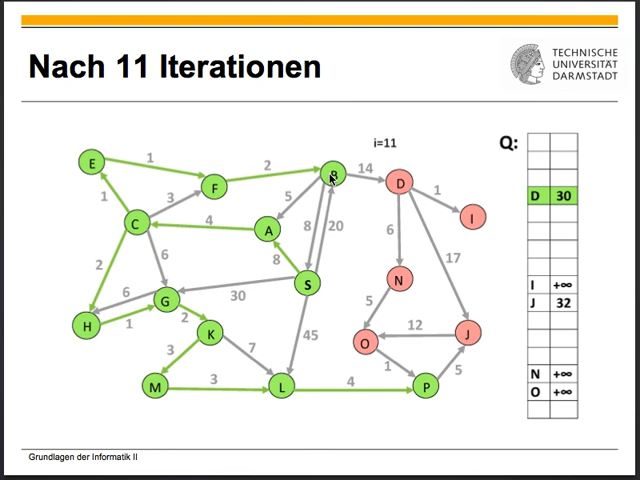 Nach 11 Iterationen
TECHNISCHE
UNIVERSITÄT
DARMSTADT
i=11
Q:
E
1
F
2
B
14
D
1
I
1
3
5
8
20
C
4
A
6
17
2
6
8
6
30
S
N
G
H
1
2
K
45
5
12
J
O
3
7
1
5
M
3
L
4
P
D 30
I +∞
J 32
N +∞
O +∞
Grundlagen der Informatik II